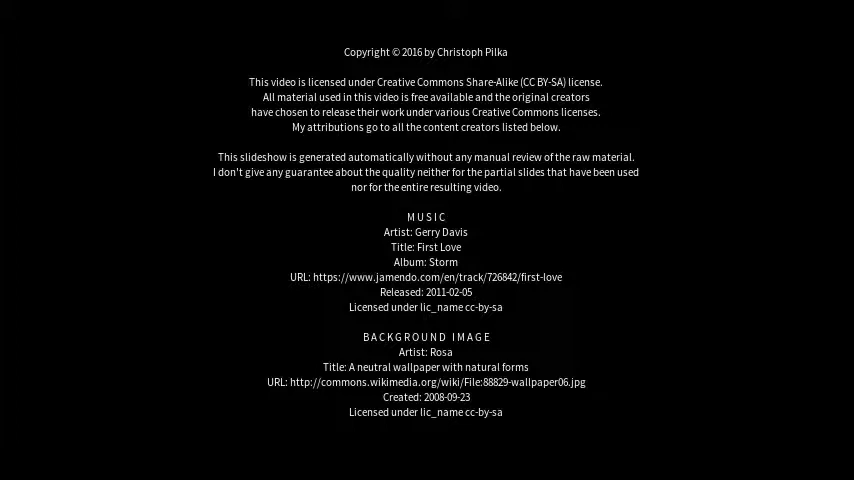 Copyright © 2016 by Christoph Pilka
This video is licensed under Creative Commons Share-Alike (CC BY-SA) license.
All material used in this video is free available and the original creators
have chosen to release their work under various Creative Commons licenses.
My attributions go to all the content creators listed below.
This slideshow is generated automatically without any manual review of the raw material.
I don't give any guarantee about the quality neither for the partial slides that have been used
nor for the entire resulting video.
MUSIC
Artist: Gerry Davis
Title: First Love
Album: Storm
URL: https://www.jamendo.com/en/track/726842/first-love
Released: 2011-02-05
Licensed under lic_name cc-by-sa
BACKGROUND IMAGE
Artist: Rosa
Title: A neutral wallpaper with natural forms
URL: http://commons.wikimedia.org/wiki/File:88829-wallpaper06.jpg
Created: 2008-09-23
Licensed under lic_name cc-by-sa